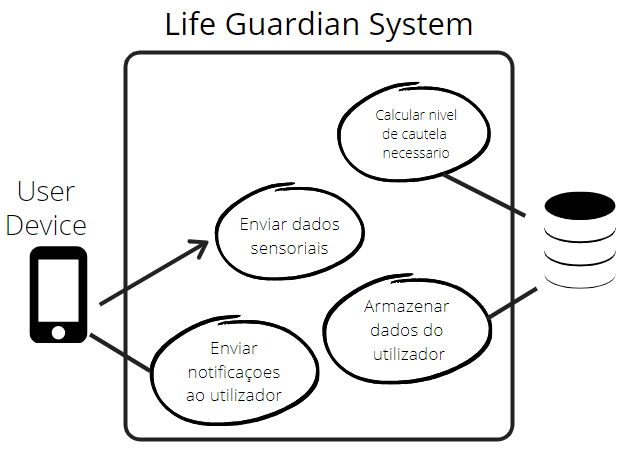 Life Guardian System
Calcular nivel
de cautela
necessario
User
Device
Enviar dados
sensoriais
Armazenar
dados do
utilizador
Enviar
notificaçoes
ao utilizador